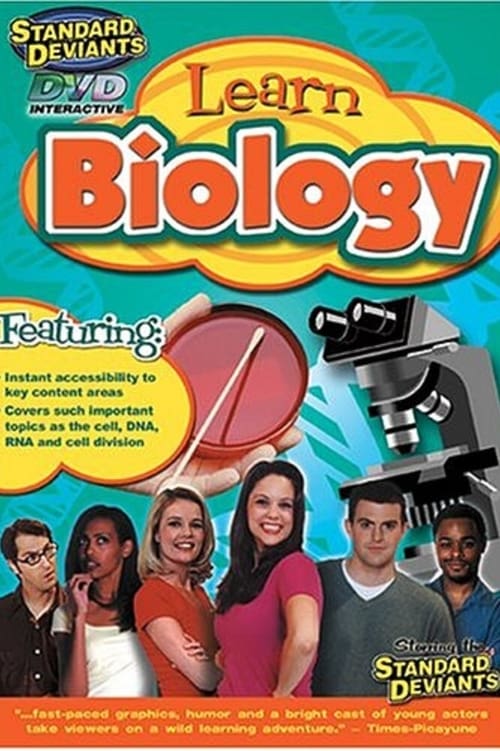 STANDARD
DEVIANTS
DVD
INTERACTIVE
Learn
Biology
Featuring:
· Instant accessibility to
key content areas
· Covers such important
topics as the cell, DNA,
RNA and cell division
Starring the
STANDARD
DEVIANTS
"...fast-paced graphics, humor and a bright cast of young actors
take viewers on a wild learning adventure." – Times-Picayune